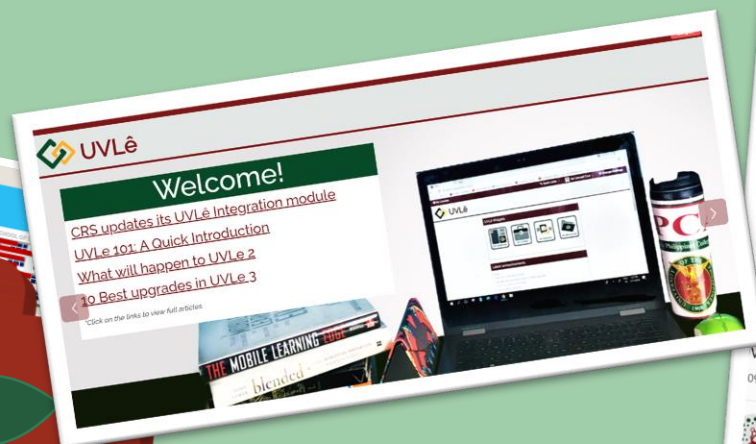 UVLê
Welcome!
CRS updates its UVLê Integration module
UVLe 101: A Quick Introduction
What will happen to UVLe 2
10 Best upgrades in UVLe 3
*Click on the links to view full articles
UVLê
THE MOBILE LEARNING EDGE
blended
PC